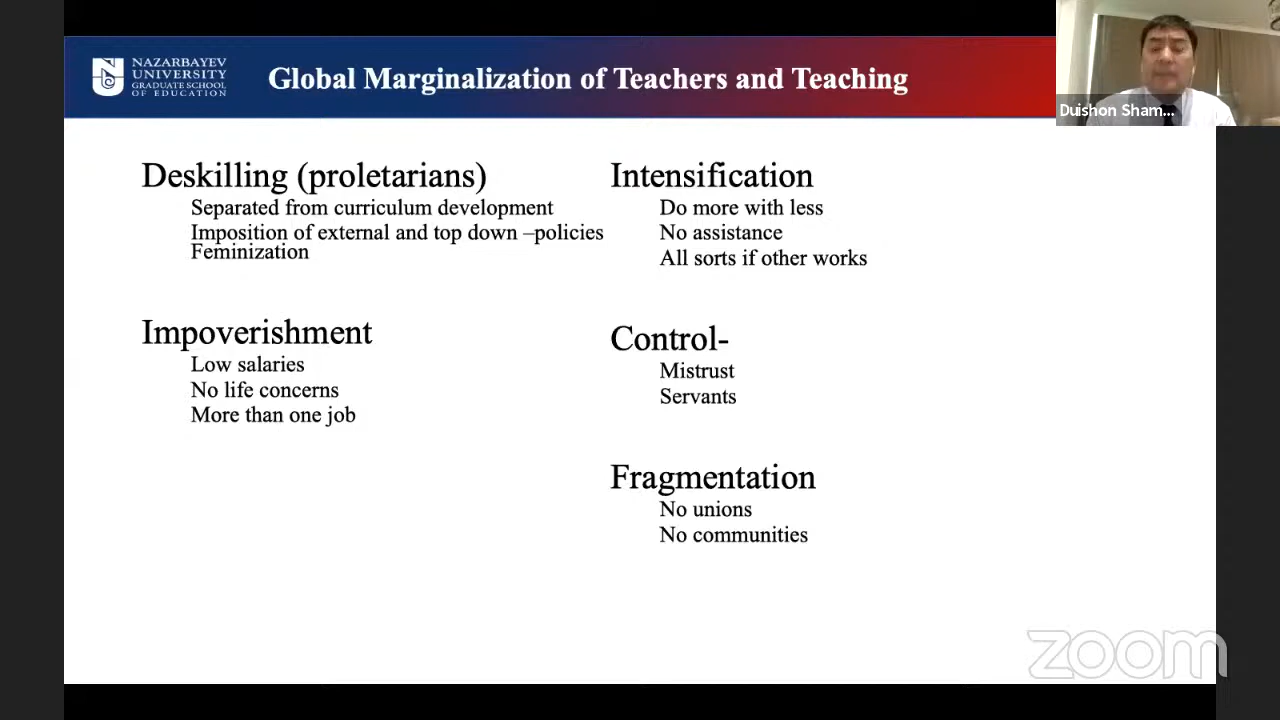 NAZARBAYEV
UNIVERSITY
GRADUATE SCHOOL
OF EDUCATION
Global Marginalization of Teachers and Teaching
Duishon Sham...
Deskilling (proletarians)
Separated from curriculum development
Imposition of external and top down –policies
Feminization
Impoverishment
Low salaries
No life concerns
More than one job
Intensification
Do more with less
No assistance
All sorts if other works
Control-
Mistrust
Servants
Fragmentation
No unions
No communities
zoom